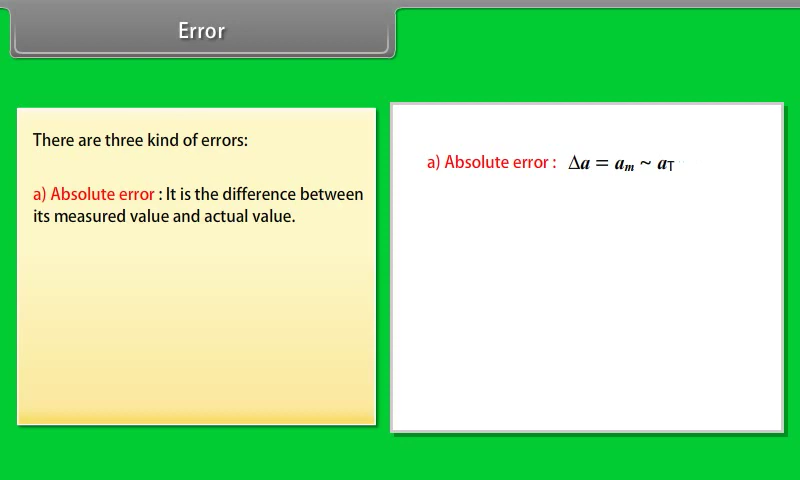 Error
There are three kind of errors:
a) Absolute error : It is the difference between
its measured value and actual value.
a) Absolute error : Δa = aₘ ~ a_T